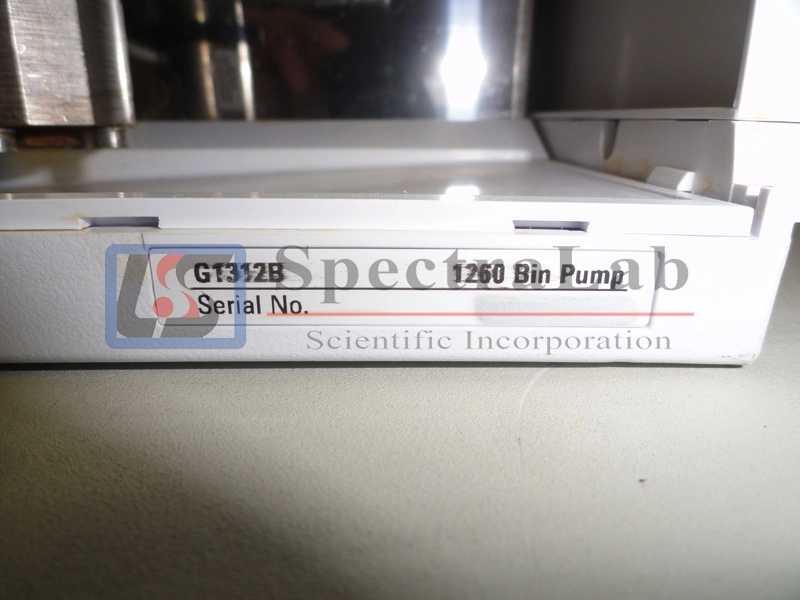 G1312B 1260 Bin Pump
Serial No.
SpectraLab
Scientific Incorporation